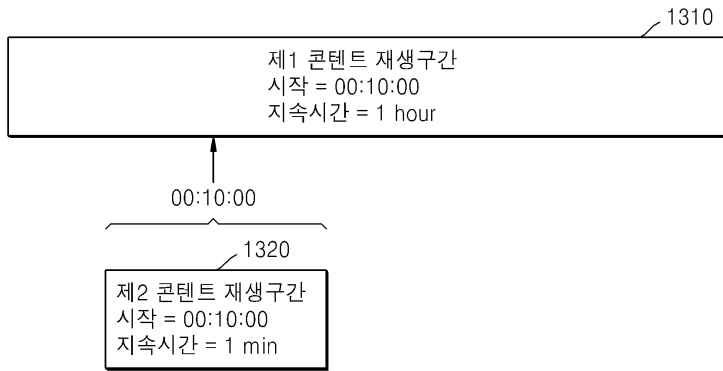 1310
제1 콘텐트 재생구간
시작 = 00:10:00
지속시간 = 1 hour
00:10:00
1320
제2 콘텐트 재생구간
시작 = 00:10:00
지속시간 = 1 min